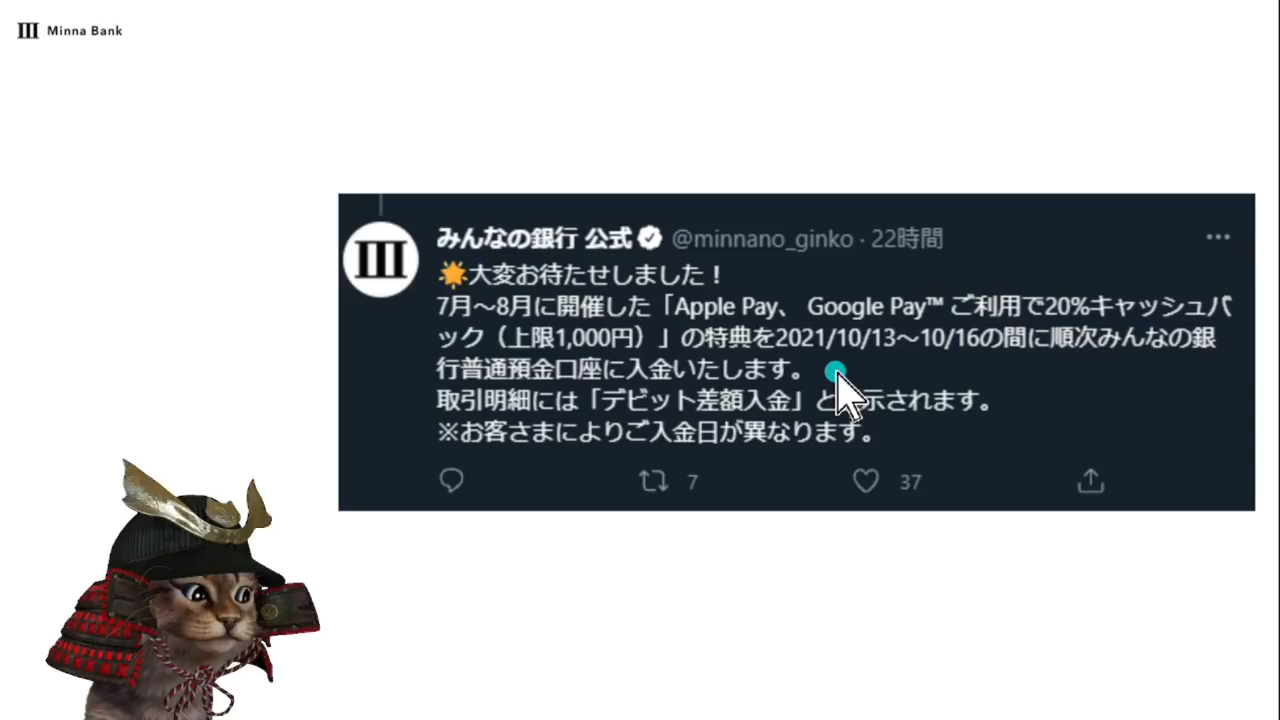 Minna Bank
みんなの銀行 公式 @minnano_ginko · 22時間
大変お待たせしました！
7月～8月に開催した「Apple Pay、 Google Pay™ ご利用で20%キャッシュバ
ック（上限1,000円）」の特典を2021/10/13～10/16の間に順次みんなの銀
行普通預金口座に入金いたします。
取引明細には「デビット差額入金」と 示されます。
※お客さまによりご入金日が異なります。
7 37